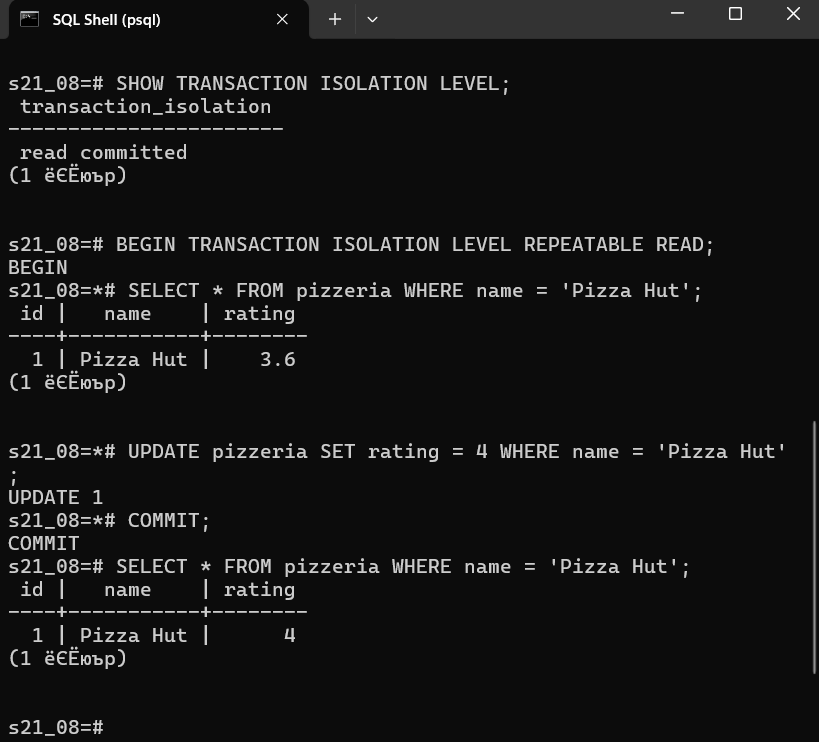 SQL Shell (psql)
s21_08=# SHOW TRANSACTION ISOLATION LEVEL;
transaction_isolation
-----------------------
read committed
(1 ёЄЁюър)
s21_08=# BEGIN TRANSACTION ISOLATION LEVEL REPEATABLE READ;
BEGIN
s21_08=*# SELECT * FROM pizzeria WHERE name = 'Pizza Hut';
 id |   name    | rating
----+-----------+--------
  1 | Pizza Hut |    3.6
(1 ёЄЁюър)
s21_08=*# UPDATE pizzeria SET rating = 4 WHERE name = 'Pizza Hut'
;
UPDATE 1
s21_08=*# COMMIT;
COMMIT
s21_08=# SELECT * FROM pizzeria WHERE name = 'Pizza Hut';
 id |   name    | rating
----+-----------+--------
  1 | Pizza Hut |      4
(1 ёЄЁюър)
s21_08=#